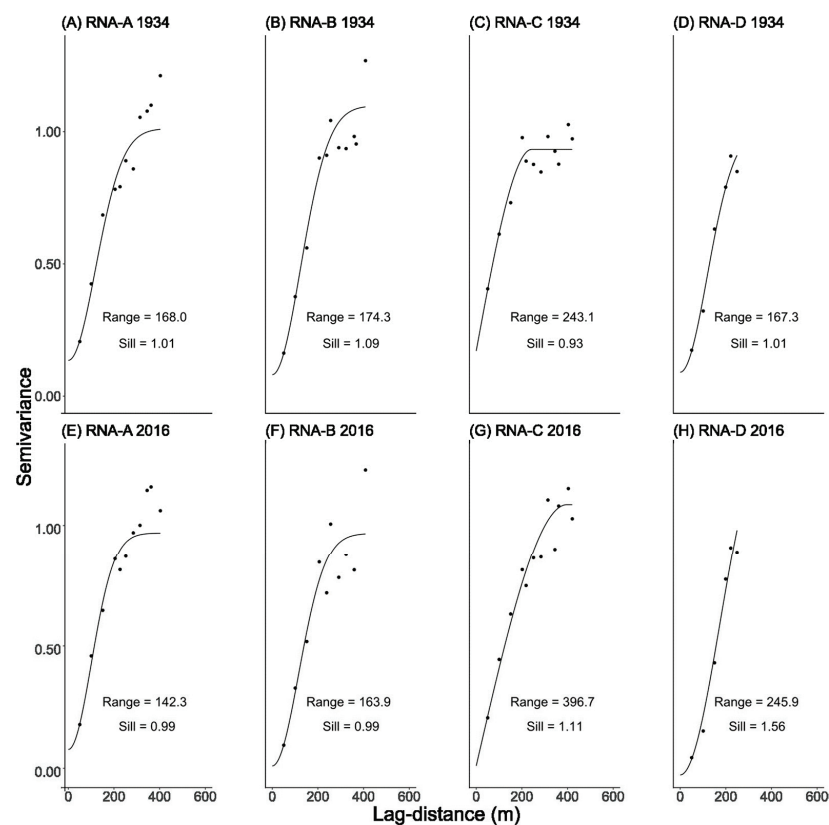 (A) RNA-A 1934
(B) RNA-B 1934
(C) RNA-C 1934
(D) RNA-D 1934
1.00
0.50
0.00
Range = 168.0
Sill = 1.01
Range = 174.3
Sill = 1.09
Range = 243.1
Sill = 0.93
Range = 167.3
Sill = 1.01
Semivariance
(E) RNA-A 2016
(F) RNA-B 2016
(G) RNA-C 2016
(H) RNA-D 2016
1.00
0.50
0.00
Range = 142.3
Sill = 0.99
Range = 163.9
Sill = 0.99
Range = 396.7
Sill = 1.11
Range = 245.9
Sill = 1.56
0 200 400 600
0 200 400 600
0 200 400 600
0 200 400 600
Lag-distance (m)